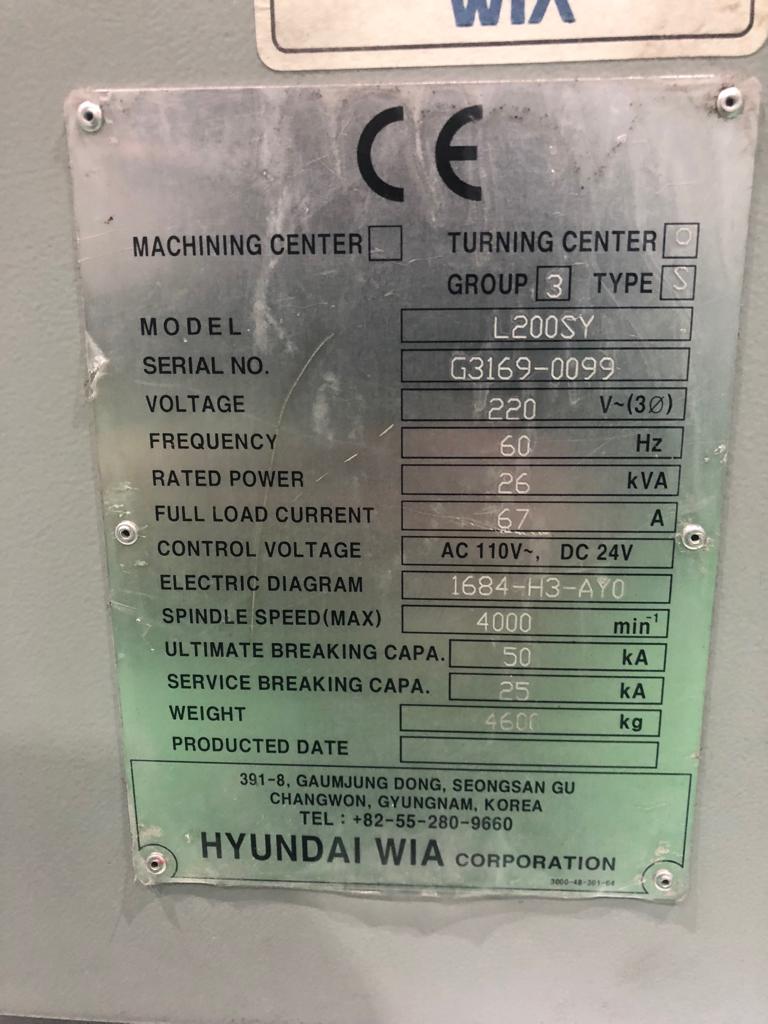 WIA
CE
MACHINING CENTER TURNING CENTER O
GROUP 3 TYPE S
MODEL L200SY
SERIAL NO. G3169-0099
VOLTAGE 220 V~(3Ø)
FREQUENCY 60 Hz
RATED POWER 26 kVA
FULL LOAD CURRENT 67 A
CONTROL VOLTAGE AC 110V~, DC 24V
ELECTRIC DIAGRAM 1684-H3-AY0
SPINDLE SPEED(MAX) 4000 min⁻¹
ULTIMATE BREAKING CAPA. 50 kA
SERVICE BREAKING CAPA. 25 kA
WEIGHT 4600 kg
PRODUCTED DATE
391-8, GAUMJUNG DONG, SEONGSAN GU
CHANGWON, GYUNGNAM, KOREA
TEL : +82-55-280-9660
HYUNDAI WIA CORPORATION